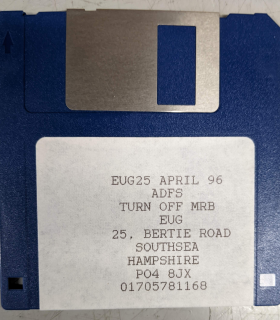 EUG25 APRIL 96
ADFS
TURN OFF MRB
EUG
25, BERTIE ROAD
SOUTHSEA
HAMPSHIRE
PO4 8JX
01705781168